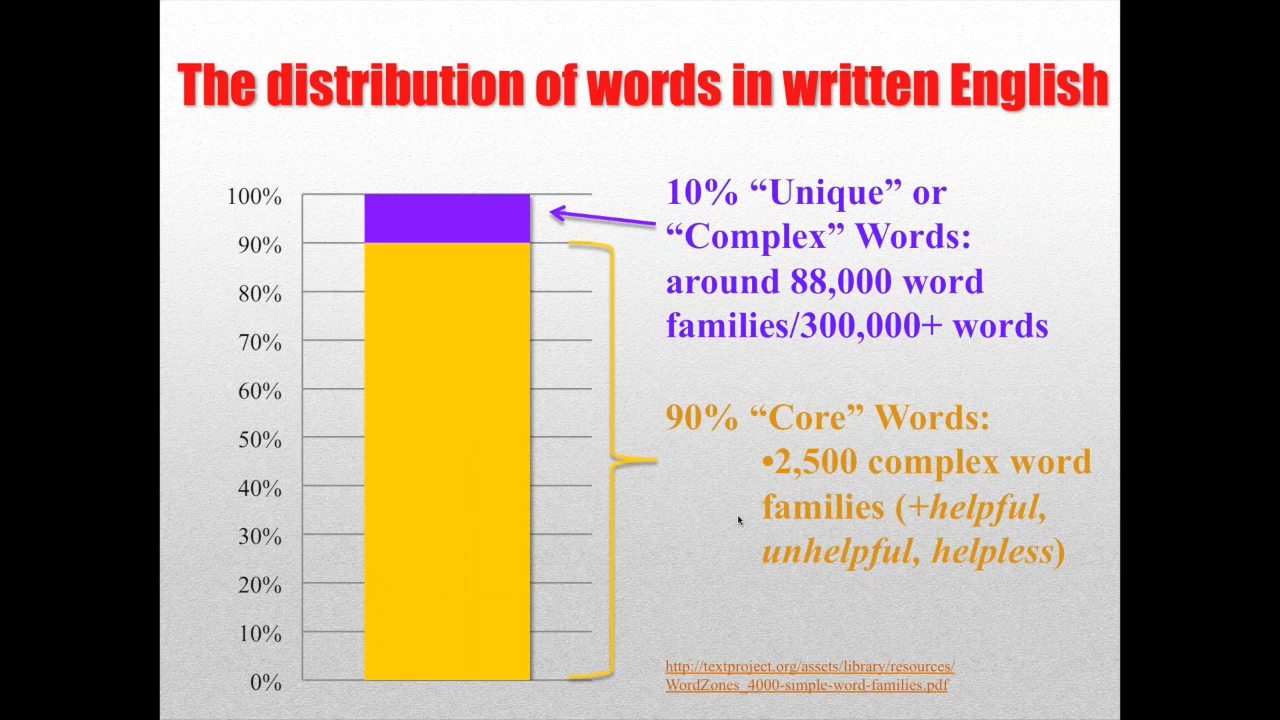 The distribution of words in written English
100%
90%
80%
70%
60%
50%
40%
30%
20%
10%
0%
10% “Unique” or
“Complex” Words:
around 88,000 word
families/300,000+ words
90% “Core” Words:
•2,500 complex word
families (+helpful,
unhelpful, helpless)
http://textproject.org/assets/library/resources/
WordZones_4000-simple-word-families.pdf